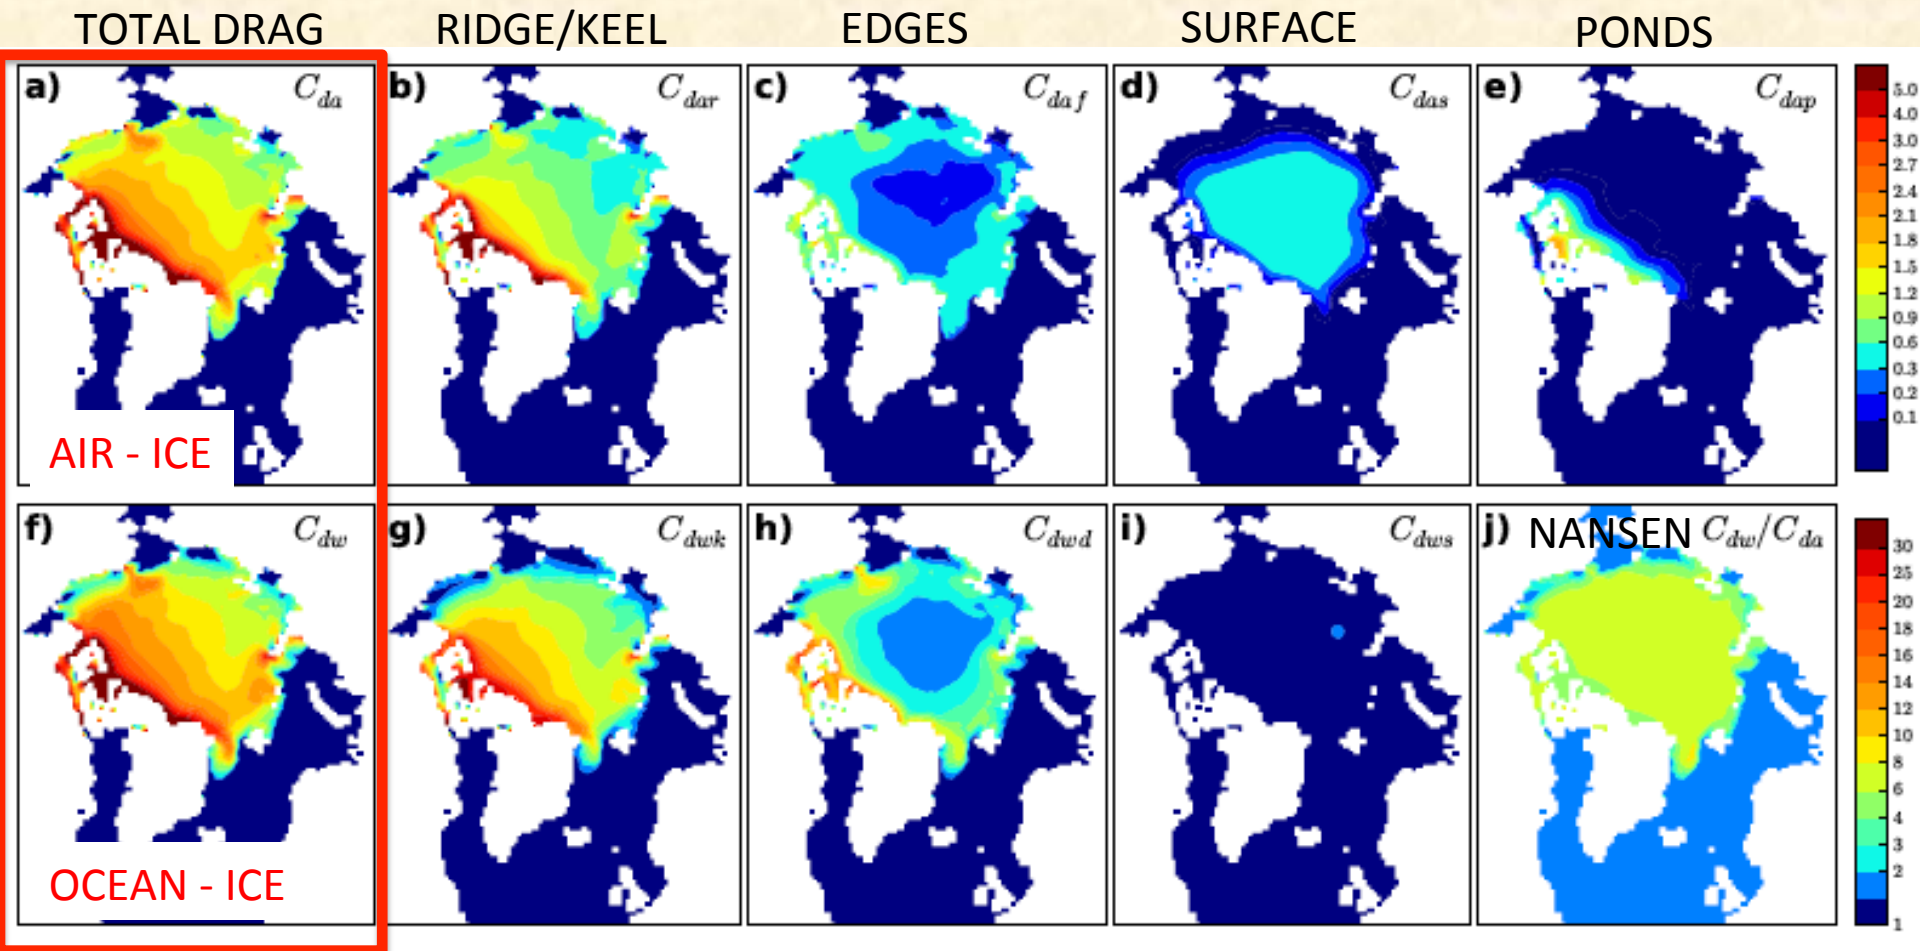 TOTAL DRAG
RIDGE/KEEL
EDGES
SURFACE
PONDS
a) C_da
b) C_dar
c) C_daf
d) C_das
e) C_dap
5.0
4.0
3.0
2.7
2.4
2.1
1.8
1.5
1.2
0.9
0.6
0.3
0.2
0.1
AIR - ICE
f) C_dw
g) C_dwk
h) C_dwd
i) C_dws
j) NANSEN C_dw/C_da
30
25
20
18
16
14
12
10
8
6
4
3
2
1
OCEAN - ICE